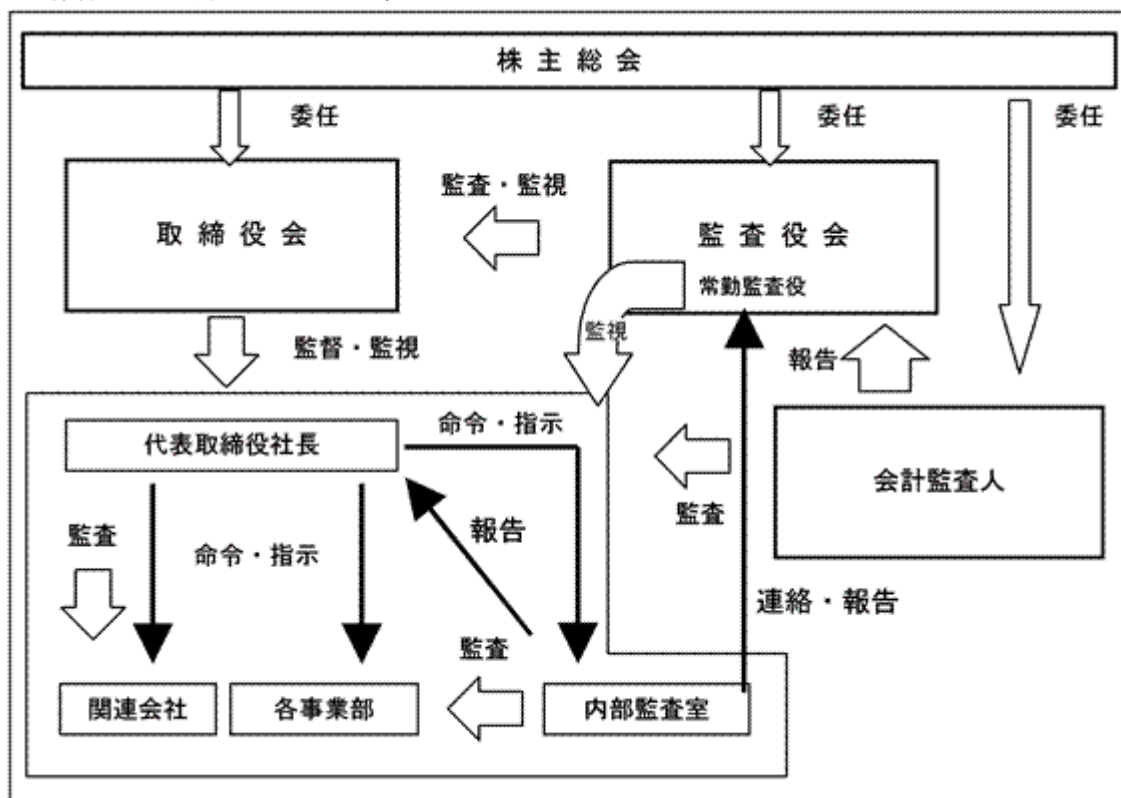 株主総会
委任
委任
委任
取締役会
監査・監視
監査役会
常勤監査役
監督・監視
監視
報告
代表取締役社長
命令・指示
会計監査人
監査
監査
命令・指示
報告
連絡・報告
監査
関連会社
各事業部
内部監査室